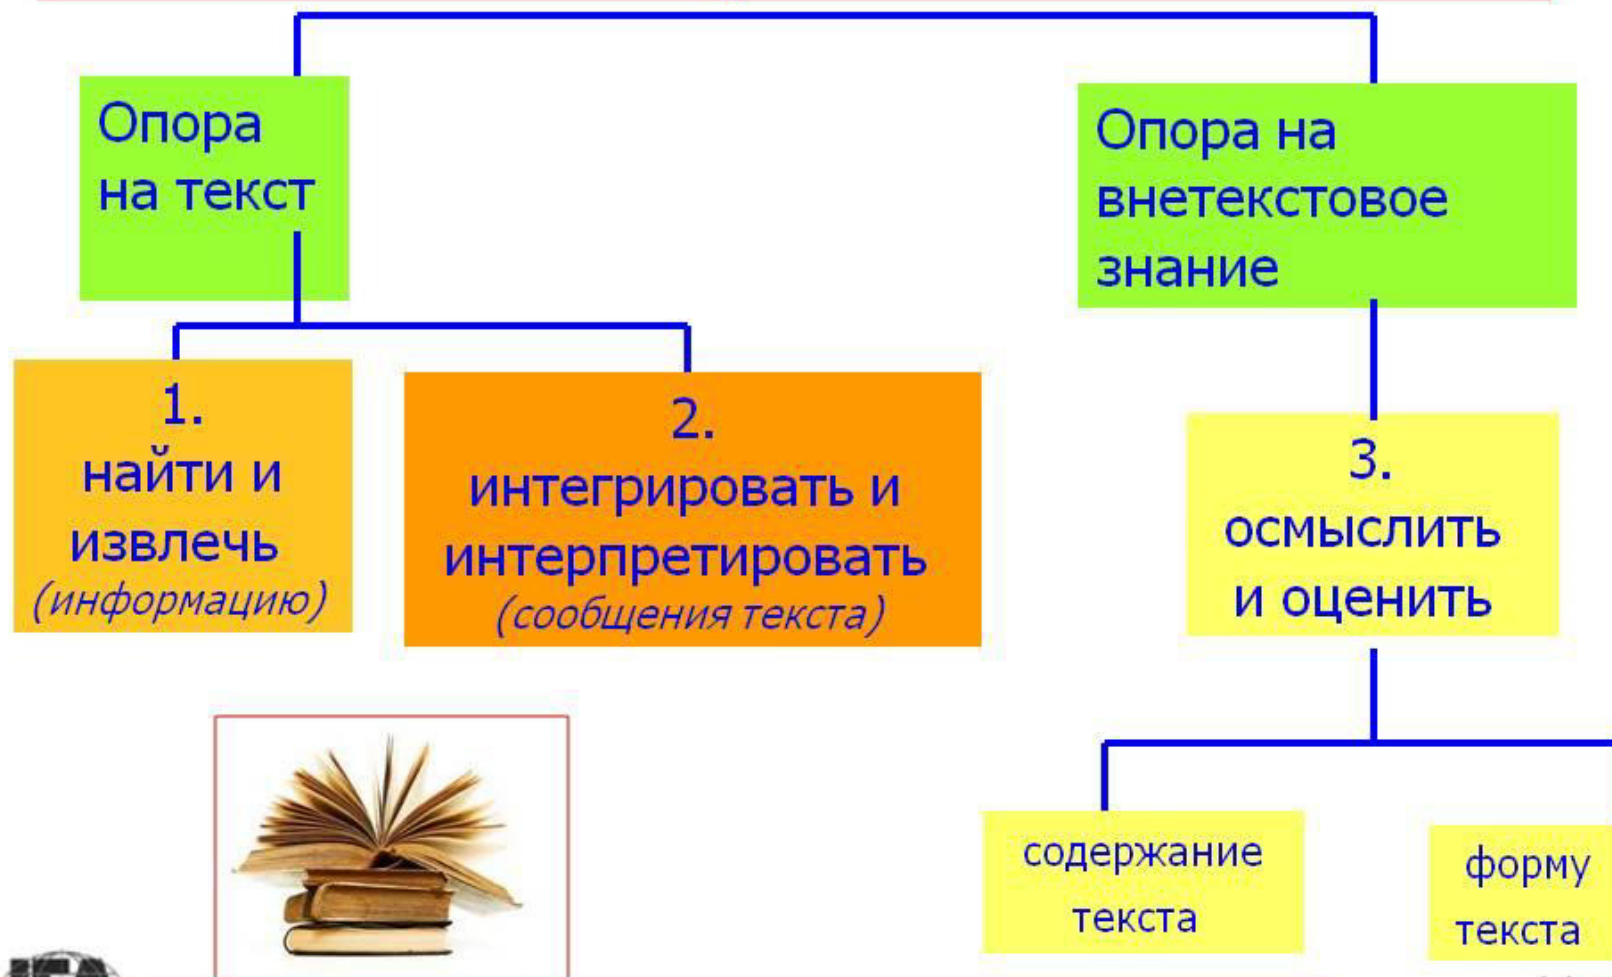 Опора
на текст
Опора на
внетекстовое
знание
1.
найти и
извлечь
(информацию)
2.
интегрировать и
интерпретировать
(сообщения текста)
3.
осмыслить
и оценить
содержание
текста
форму
текста